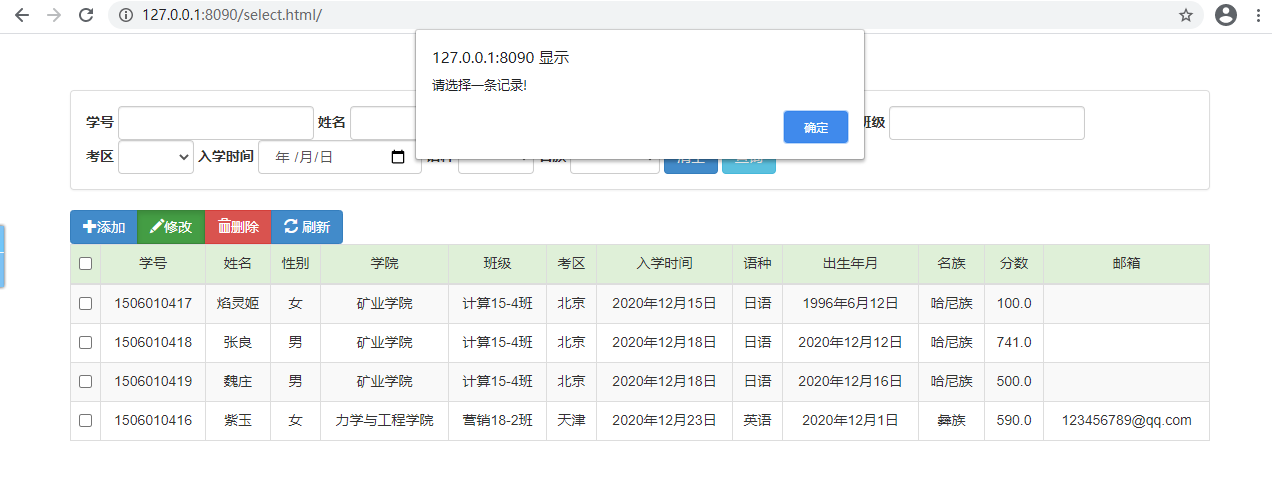 127.0.0.1:8090/select.html/
127.0.0.1:8090 显示
请选择一条记录!
确定
学号 姓名 班级
考区 入学时间 年 /月/日 语种 清空 查询
添加 修改 删除 刷新
学号 姓名 性别 学院 班级 考区 入学时间 语种 出生年月 名族 分数 邮箱
1506010417 焰灵姬 女 矿业学院 计算15-4班 北京 2020年12月15日 日语 1996年6月12日 哈尼族 100.0
1506010418 张良 男 矿业学院 计算15-4班 北京 2020年12月18日 日语 2020年12月12日 哈尼族 741.0
1506010419 魏庄 男 矿业学院 计算15-4班 北京 2020年12月18日 日语 2020年12月16日 哈尼族 500.0
1506010416 紫玉 女 力学与工程学院 营销18-2班 天津 2020年12月23日 英语 2020年12月1日 彝族 590.0 123456789@qq.com